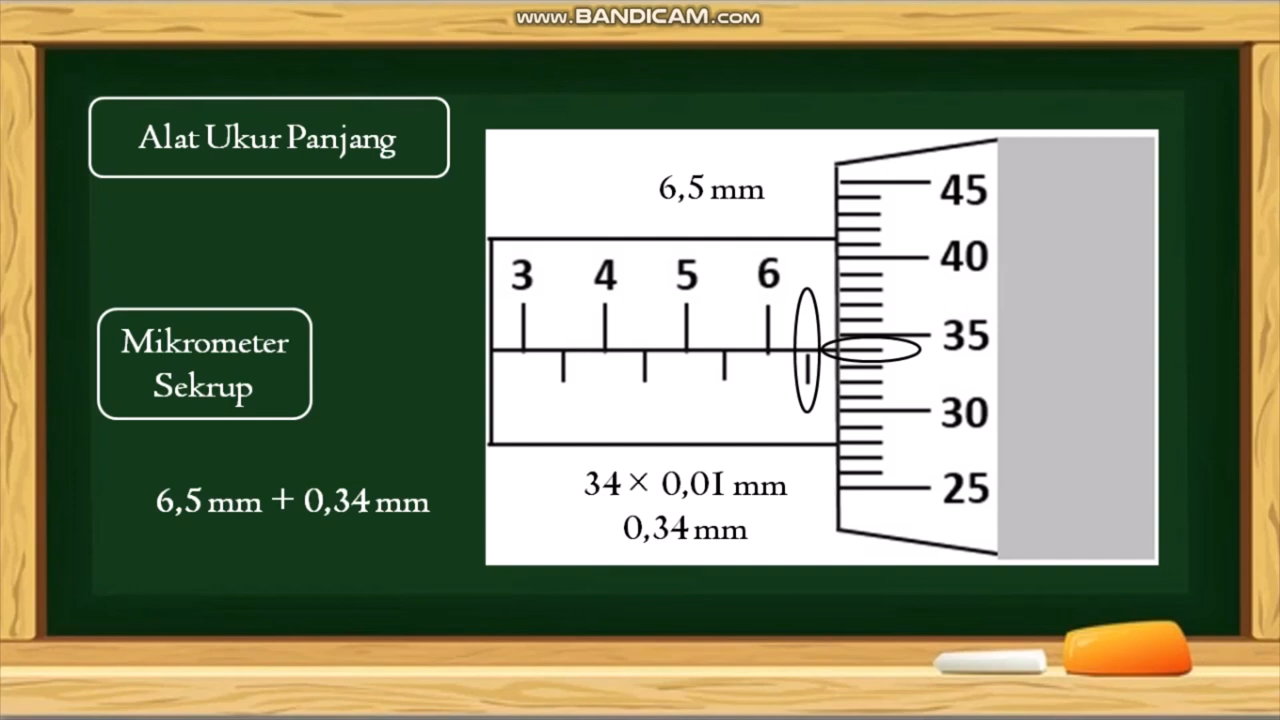 www.BANDICAM.com
Alat Ukur Panjang
6,5 mm
45
40
3 4 5 6
35
Mikrometer
Sekrup
30
34 × 0,01 mm
25
6,5 mm + 0,34 mm
0,34 mm